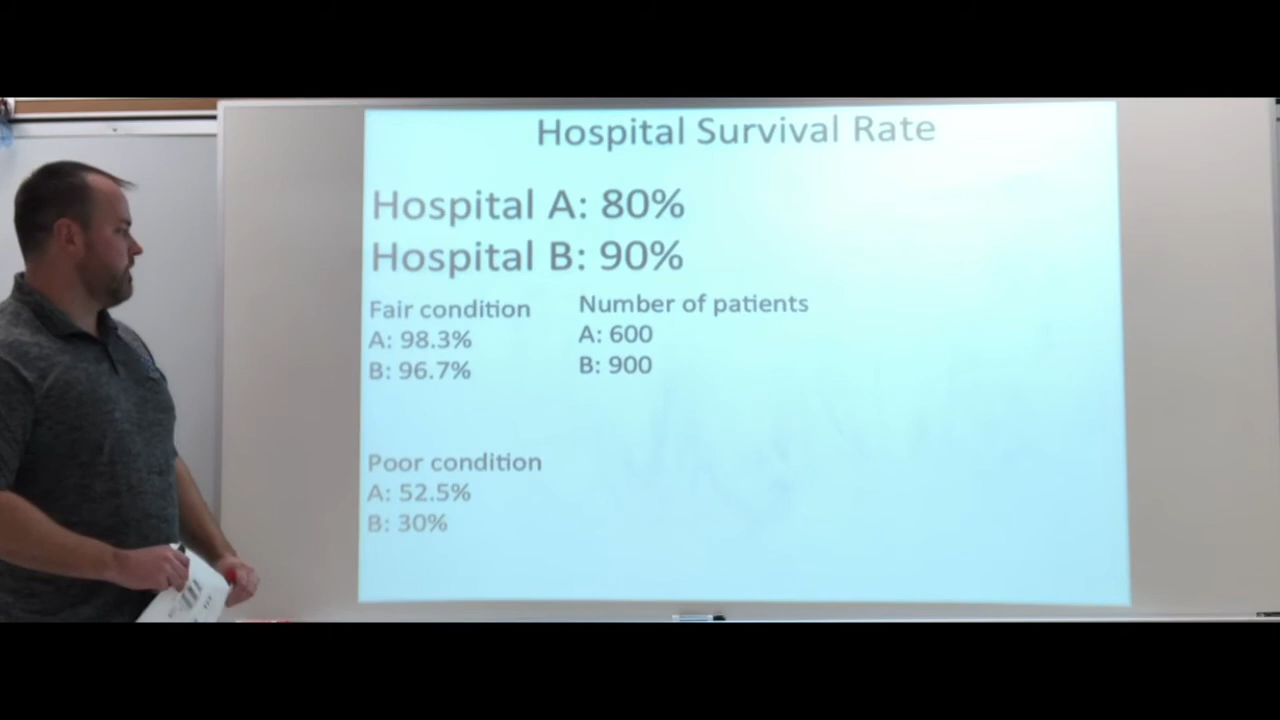 Hospital Survival Rate
Hospital A: 80%
Hospital B: 90%
Fair condition
A: 98.3%
B: 96.7%
Number of patients
A: 600
B: 900
Poor condition
A: 52.5%
B: 30%